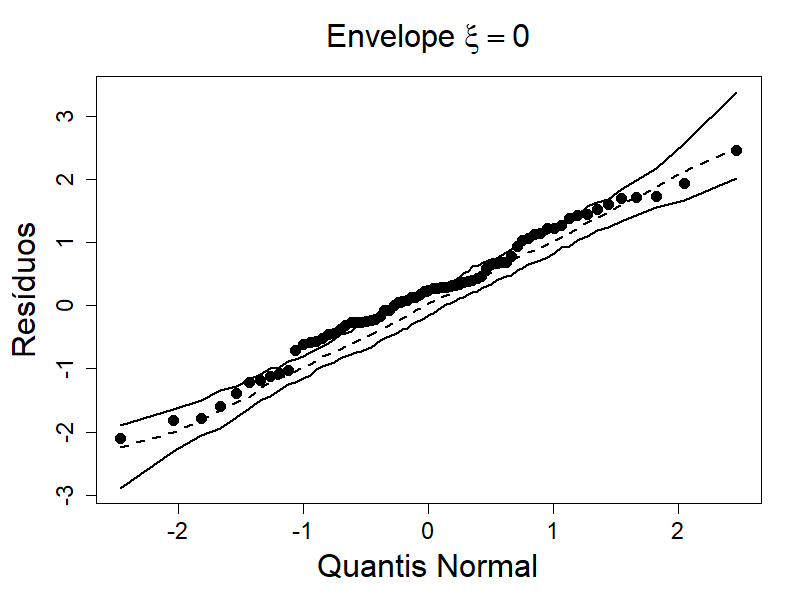 Envelope ξ = 0
3
2
1
0
-1
-2
-3
Resíduos
-2 -1 0 1 2
Quantis Normal